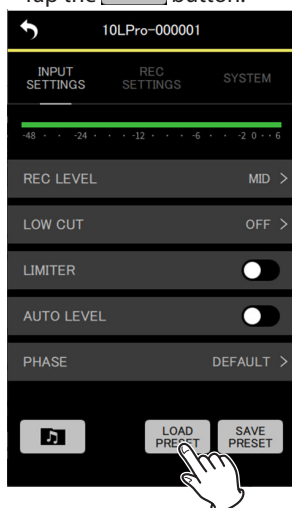 Tap the button.
10LPro-000001
INPUT SETTINGS
REC SETTINGS
SYSTEM
-48 · · -24 · · · -12 · · · -6 · · -2 0 · · 6
REC LEVEL MID >
LOW CUT OFF >
LIMITER
AUTO LEVEL
PHASE DEFAULT >
LOAD PRESET
SAVE PRESET